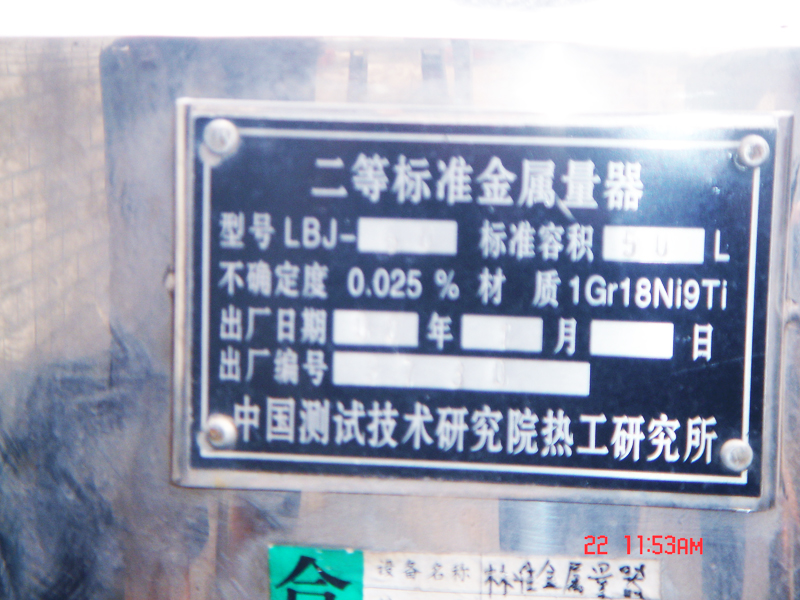 二等标准金属量器
型号 LBJ- 标准容积 50 L
不确定度 0.025 % 材 质 1Gr18Ni9Ti
出厂日期 年 月 日
出厂编号
中国测试技术研究院热工研究所
22 11:53AM
合 设备名称 标准金属量器